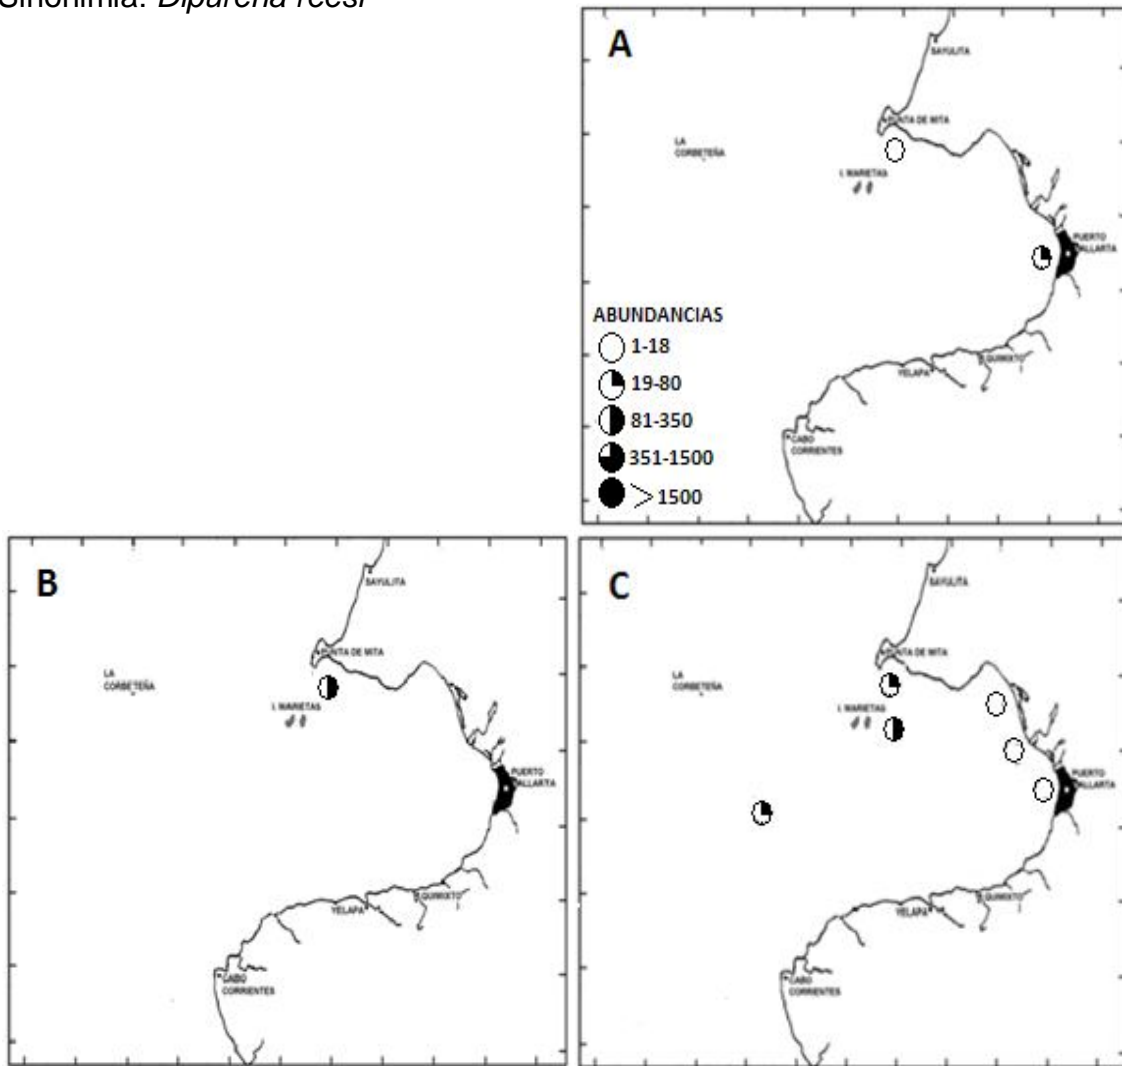 Sinonimia: Dipurena reesi
A
SAYULITA
PUNTA DE MITA
LA
CORBETEÑA
I. MARIETAS
PUERTO
VALLARTA
ABUNDANCIAS
1-18
19-80
81-350
351-1500
> 1500
QUIMIXTO
YELAPA
CABO
CORRIENTES
B
SAYULITA
PUNTA DE MITA
LA
CORBETEÑA
I. MARIETAS
PUERTO
VALLARTA
QUIMIXTO
YELAPA
CABO
CORRIENTES
C
SAYULITA
PUNTA DE MITA
LA
CORBETEÑA
I. MARIETAS
PUERTO
VALLARTA
QUIMIXTO
YELAPA
CABO
CORRIENTES